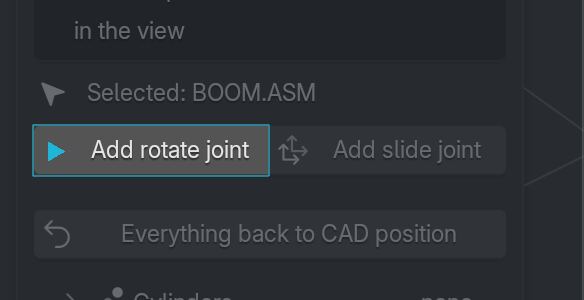 in the view
Selected: BOOM.ASM
Add rotate joint
Add slide joint
Everything back to CAD position